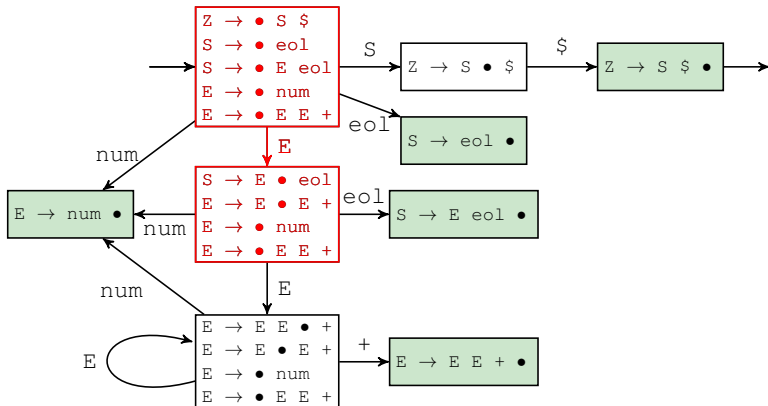 Z → • S $
S → • eol
S → • E eol
E → • num
E → • E E +
S
Z → S • $
$
Z → S $ •
eol
S → eol •
num
E
S → E • eol
E → E • E +
E → • num
E → • E E +
eol
S → E eol •
num
E → num •
num
E
E → E E • +
E → E • E +
E → • num
E → • E E +
E
+
E → E E + •